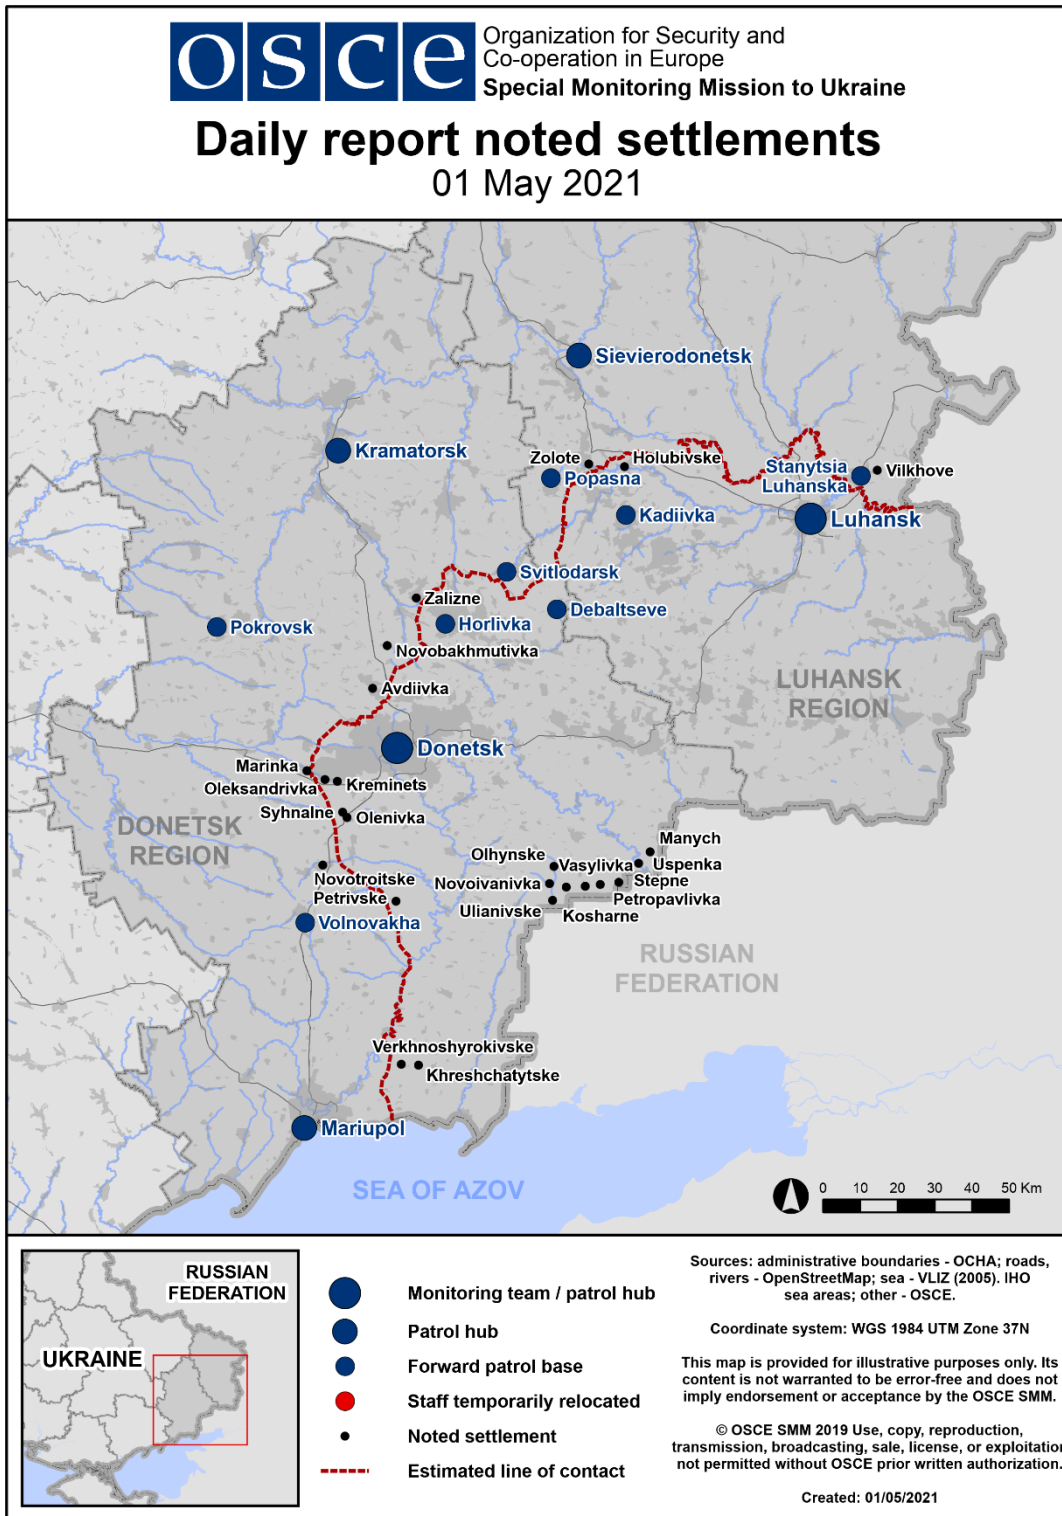 osce
Organization for Security and
Co-operation in Europe
Special Monitoring Mission to Ukraine
Daily report noted settlements
01 May 2021
Sievierodonetsk
Kramatorsk
Zolote
Holubivske
Popasna
Stanytsia
Luhanska
Vilkhove
Kadiivka
Luhansk
Svitlodarsk
Zalizne
Debaltseve
Horlivka
Pokrovsk
Novobakhmutivka
Avdiivka
LUHANSK
REGION
Donetsk
Marinka
Oleksandrivka
Kreminets
Syhnalne
Olenivka
DONETSK
REGION
Manych
Olhynske
Vasylivka
Uspenka
Novotroitske
Novoivanivka
Stepne
Petrivske
Petropavlivka
Ulianivske
Kosharne
Volnovakha
RUSSIAN
FEDERATION
Verkhnoshyrokivske
Khreshchatytske
Mariupol
SEA OF AZOV
0 10 20 30 40 50 Km
RUSSIAN
FEDERATION
UKRAINE
Monitoring team / patrol hub
Patrol hub
Forward patrol base
Staff temporarily relocated
Noted settlement
Estimated line of contact
Sources: administrative boundaries - OCHA; roads,
rivers - OpenStreetMap; sea - VLIZ (2005). IHO
sea areas; other - OSCE.
Coordinate system: WGS 1984 UTM Zone 37N
This map is provided for illustrative purposes only. Its
content is not warranted to be error-free and does not
imply endorsement or acceptance by the OSCE SMM.
© OSCE SMM 2019 Use, copy, reproduction,
transmission, broadcasting, sale, license, or exploitation
not permitted without OSCE prior written authorization.
Created: 01/05/2021